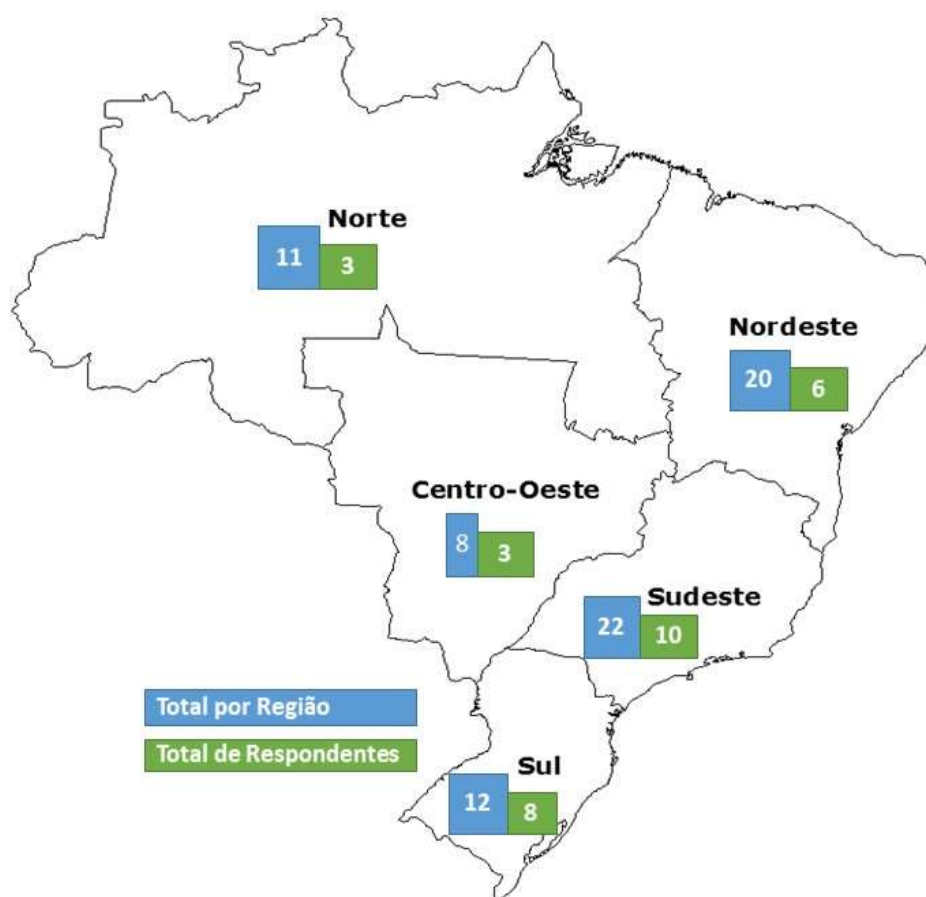 Norte
11 3
Nordeste
20 6
Centro-Oeste
8 3
Sudeste
22 10
Total por Região
Total de Respondentes
Sul
12 8